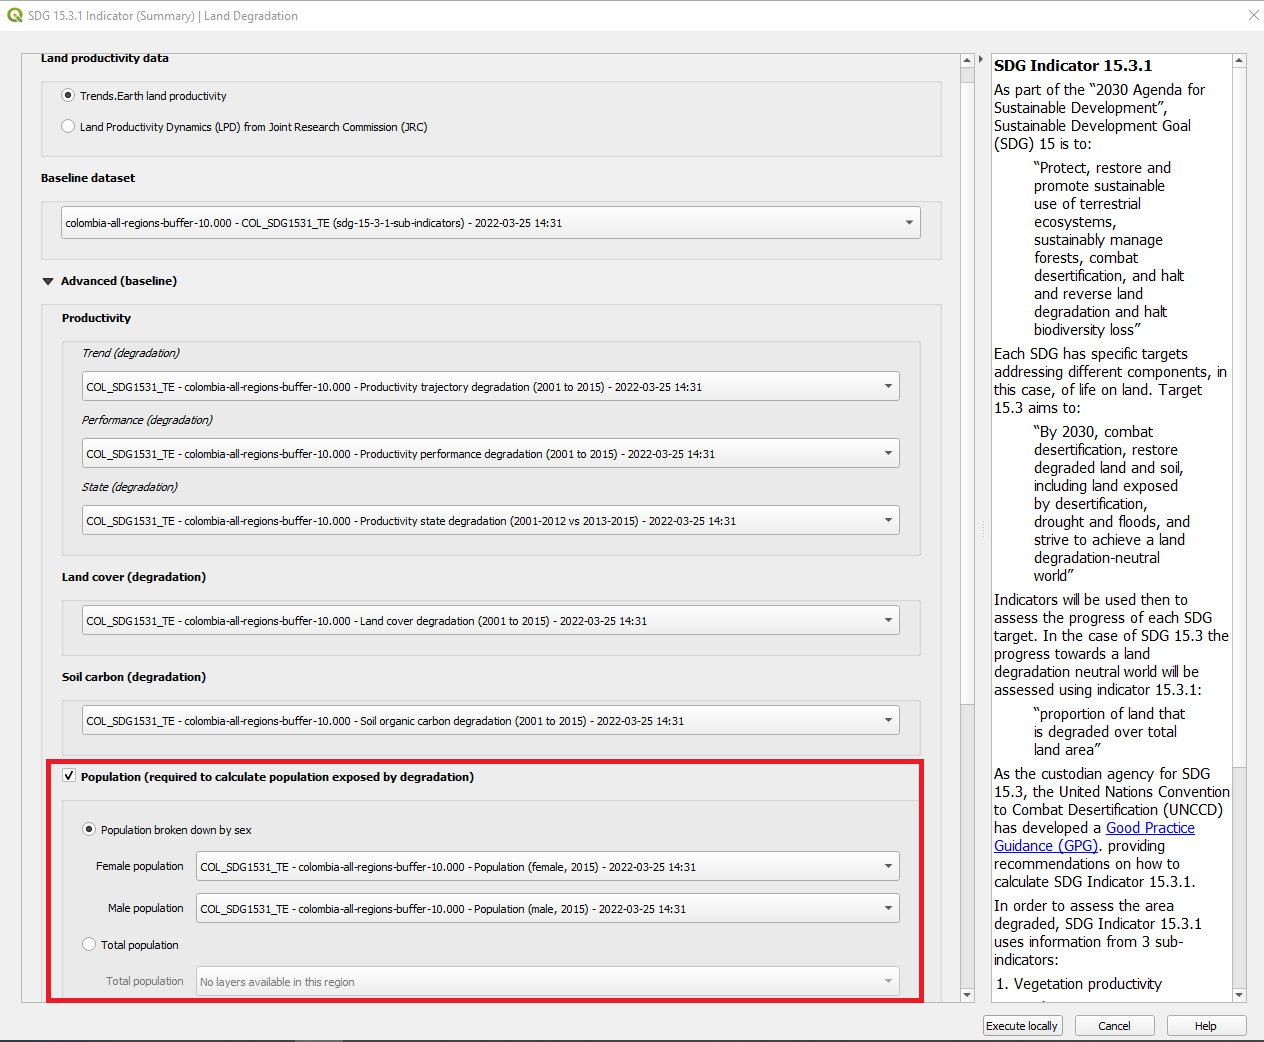 SDG 15.3.1 Indicator (Summary) | Land Degradation
Land productivity data
Trends.Earth land productivity
Land Productivity Dynamics (LPD) from Joint Research Commission (JRC)
Baseline dataset
colombia-all-regions-buffer-10.000 - COL_SDG1531_TE (sdg-15-3-1-sub-indicators) - 2022-03-25 14:31
Advanced (baseline)
Productivity
Trend (degradation)
COL_SDG1531_TE - colombia-all-regions-buffer-10.000 - Productivity trajectory degradation (2001 to 2015) - 2022-03-25 14:31
Performance (degradation)
COL_SDG1531_TE - colombia-all-regions-buffer-10.000 - Productivity performance degradation (2001 to 2015) - 2022-03-25 14:31
State (degradation)
COL_SDG1531_TE - colombia-all-regions-buffer-10.000 - Productivity state degradation (2001-2012 vs 2013-2015) - 2022-03-25 14:31
Land cover (degradation)
COL_SDG1531_TE - colombia-all-regions-buffer-10.000 - Land cover degradation (2001 to 2015) - 2022-03-25 14:31
Soil carbon (degradation)
COL_SDG1531_TE - colombia-all-regions-buffer-10.000 - Soil organic carbon degradation (2001 to 2015) - 2022-03-25 14:31
Population (required to calculate population exposed by degradation)
Population broken down by sex
Female population
COL_SDG1531_TE - colombia-all-regions-buffer-10.000 - Population (female, 2015) - 2022-03-25 14:31
Male population
COL_SDG1531_TE - colombia-all-regions-buffer-10.000 - Population (male, 2015) - 2022-03-25 14:31
Total population
Total population
No layers available in this region
SDG Indicator 15.3.1
As part of the “2030 Agenda for
Sustainable Development”,
Sustainable Development Goal
(SDG) 15 is to:
“Protect, restore and
promote sustainable
use of terrestrial
ecosystems,
sustainably manage
forests, combat
desertification, and halt
and reverse land
degradation and halt
biodiversity loss”
Each SDG has specific targets
addressing different components, in
this case, of life on land. Target
15.3 aims to:
“By 2030, combat
desertification, restore
degraded land and soil,
including land exposed
by desertification,
drought and floods, and
strive to achieve a land
degradation-neutral
world”
Indicators will be used then to
assess the progress of each SDG
target. In the case of SDG 15.3 the
progress towards a land
degradation neutral world will be
assessed using indicator 15.3.1:
“proportion of land that
is degraded over total
land area”
As the custodian agency for SDG
15.3, the United Nations Convention
to Combat Desertification (UNCCD)
has developed a Good Practice
Guidance (GPG). providing
recommendations on how to
calculate SDG Indicator 15.3.1.
In order to assess the area
degraded, SDG Indicator 15.3.1
uses information from 3 sub-
indicators:
1. Vegetation productivity
Execute locally
Cancel
Help